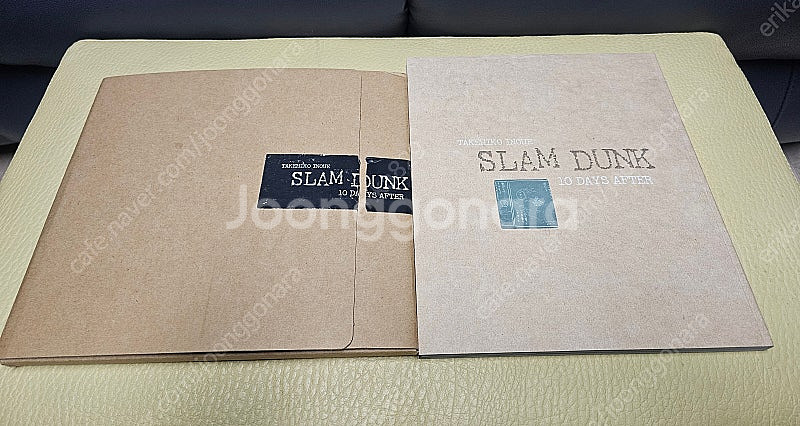 TAKEHIKO INOUE
SLAM DUNK
10 DAYS AFTER
TAKEHIKO INOUE
SLAM DUNK
10 DAYS AFTER
Joonggonara
cafe.naver.com/joonggonara
erika